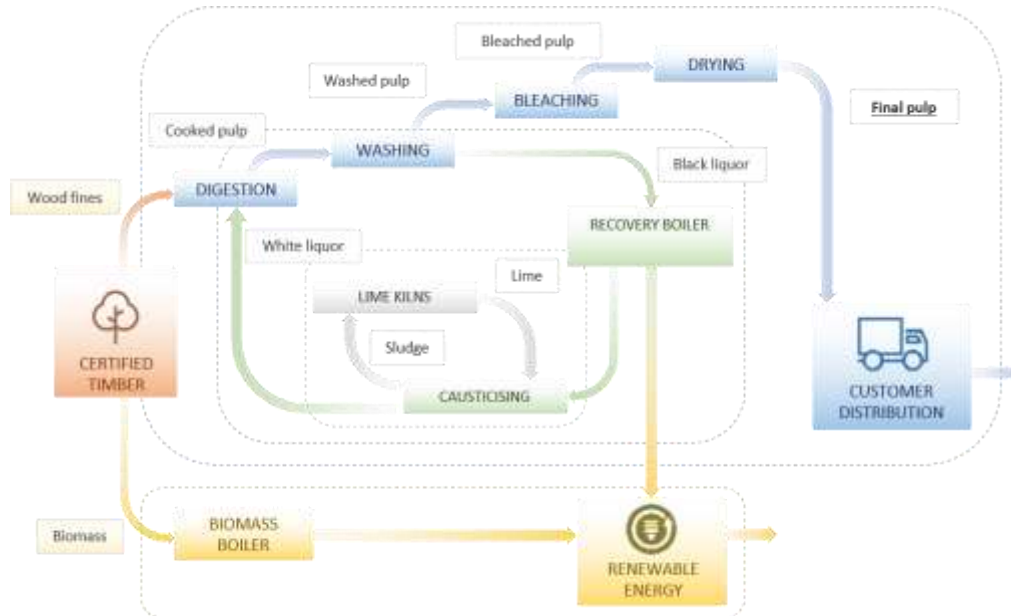 Bleached pulp
DRYING
Washed pulp
BLEACHING
Final pulp
Cooked pulp
WASHING
Black liquor
Wood fines
DIGESTION
RECOVERY BOILER
White liquor
Lime
LIME KILNS
Sludge
CERTIFIED
TIMBER
CAUSTICISING
CUSTOMER
DISTRIBUTION
Biomass
BIOMASS
BOILER
RENEWABLE
ENERGY